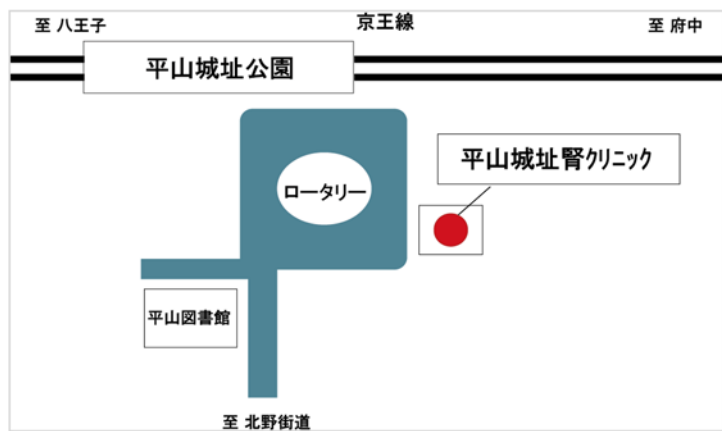 至 八王子
京王線
至 府中
平山城址公園
平山城址腎クリニック
ロータリー
平山図書館
至 北野街道